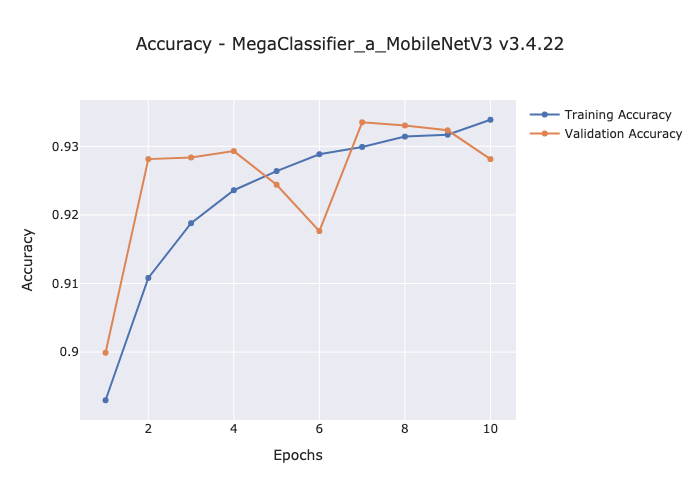 Accuracy - MegaClassifier_a_MobileNetV3 v3.4.22
Training Accuracy
Validation Accuracy
0.93
0.92
0.91
0.9
Accuracy
2 4 6 8 10
Epochs